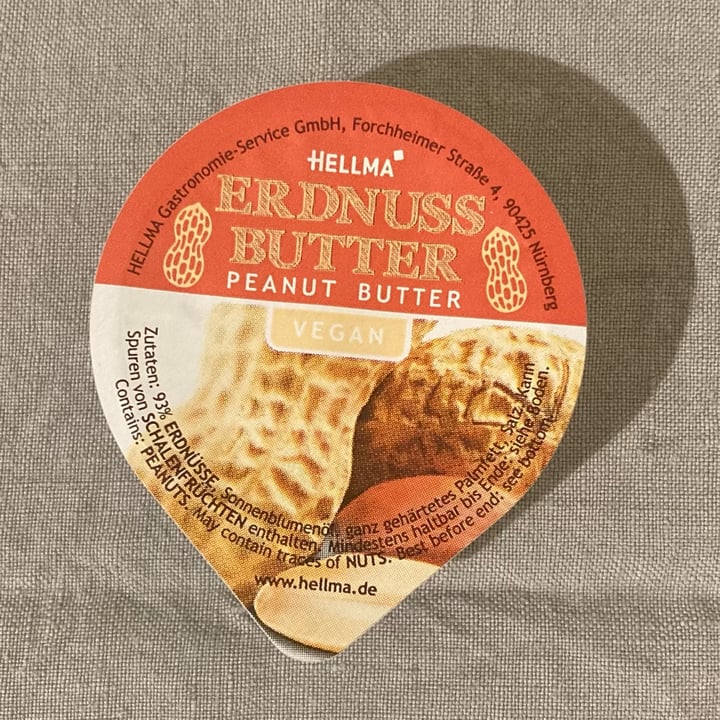 HELLMA Gastronomie-Service GmbH, Forchheimer Straße 4, 90425 Nürnberg
HELLMA
ERDNUSS
BUTTER
PEANUT BUTTER
VEGAN
Zutaten: 93% ERDNÜSSE, Sonnenblumenöl, ganz gehärtetes Palmfett, Salz. Kann
Spuren von SCHALENFRÜCHTEN enthalten. Mindestens haltbar bis Ende: siehe Boden.
Contains: PEANUTS. May contain traces of NUTS. Best before end: see bottom.
www.hellma.de